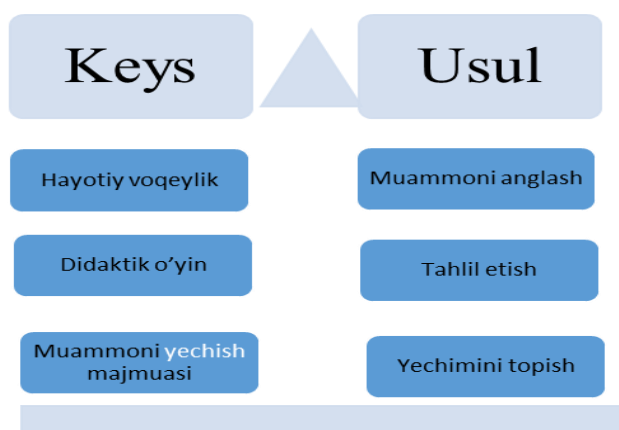 Keys
Usul
Hayotiy voqeylik
Muammoni anglash
Didaktik o’yin
Tahlil etish
Muammoni yechish
majmuasi
Yechimini topish